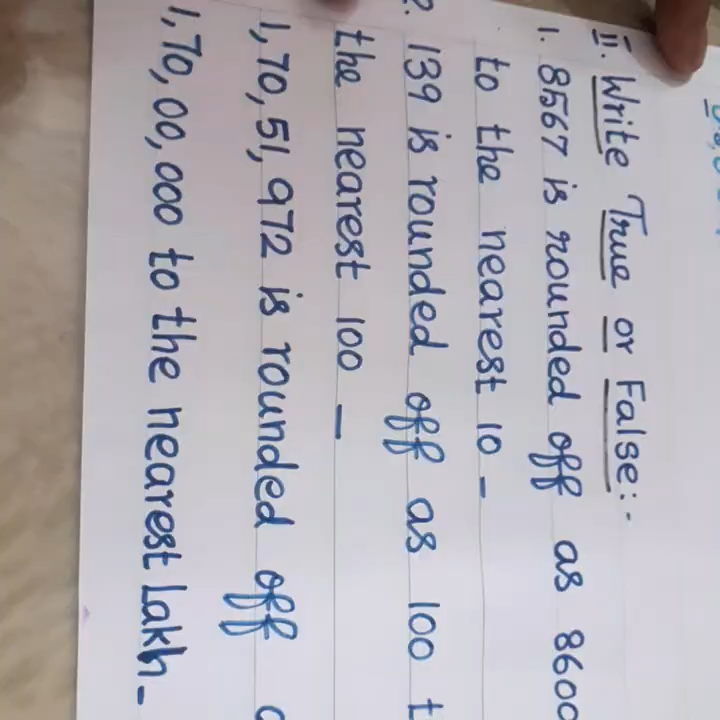 II. Write True or False:-
1. 8567 is rounded off as 8600
to the nearest 10 -
2. 139 is rounded off as 100 t
the nearest 100 -
1,70,51,972 is rounded off
1,70,00,000 to the nearest Lakh -